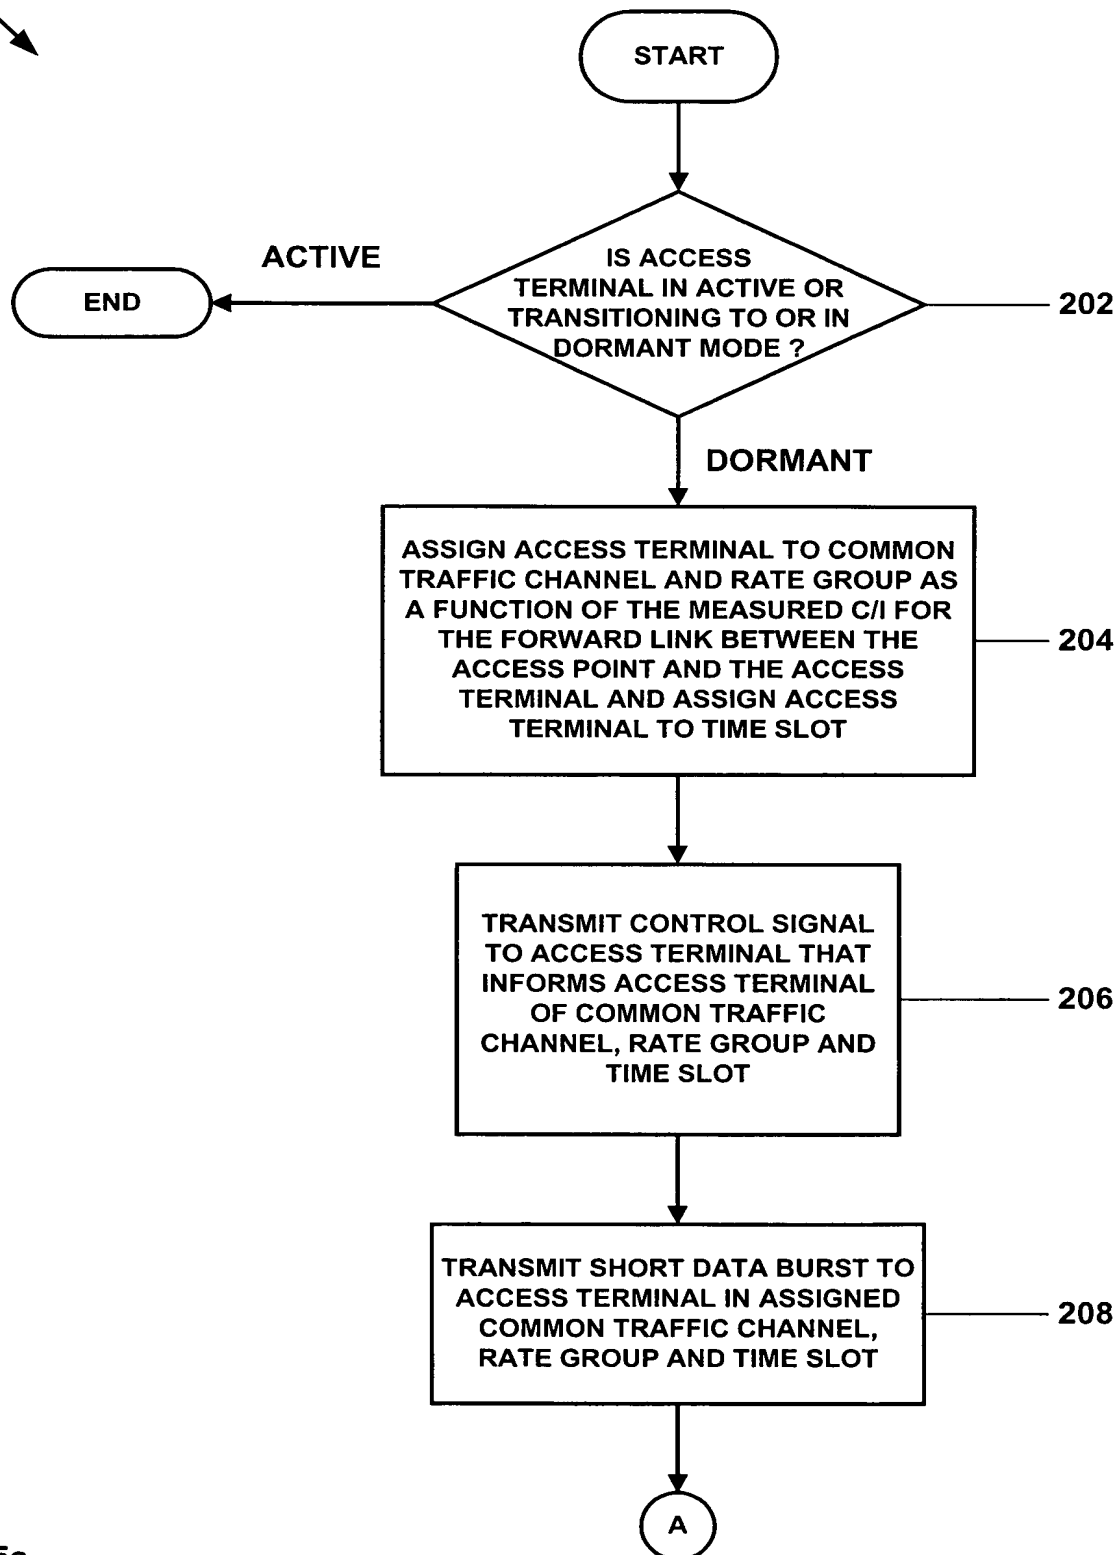 START
ACTIVE
END
IS ACCESS
TERMINAL IN ACTIVE OR
TRANSITIONING TO OR IN
DORMANT MODE ?
202
DORMANT
ASSIGN ACCESS TERMINAL TO COMMON
TRAFFIC CHANNEL AND RATE GROUP AS
A FUNCTION OF THE MEASURED C/I FOR
THE FORWARD LINK BETWEEN THE
ACCESS POINT AND THE ACCESS
TERMINAL AND ASSIGN ACCESS
TERMINAL TO TIME SLOT
204
TRANSMIT CONTROL SIGNAL
TO ACCESS TERMINAL THAT
INFORMS ACCESS TERMINAL
OF COMMON TRAFFIC
CHANNEL, RATE GROUP AND
TIME SLOT
206
TRANSMIT SHORT DATA BURST TO
ACCESS TERMINAL IN ASSIGNED
COMMON TRAFFIC CHANNEL,
RATE GROUP AND TIME SLOT
208
A